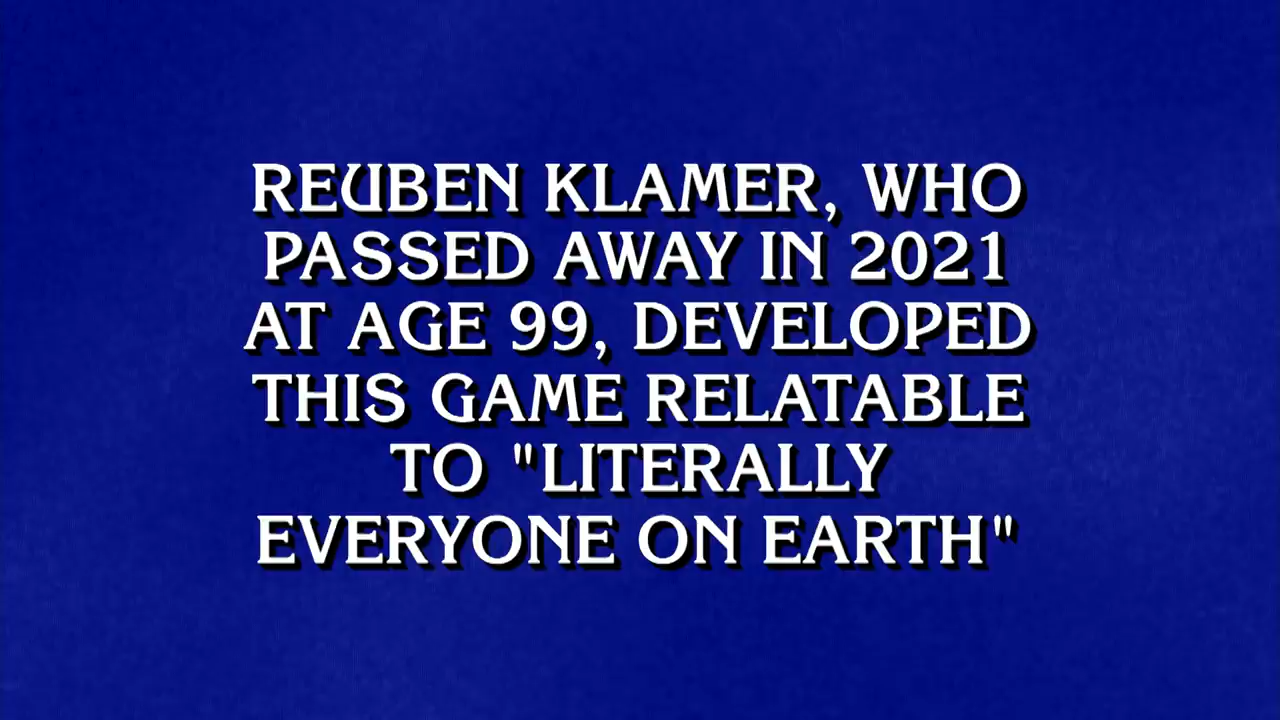 REUBEN KLAMER, WHO
PASSED AWAY IN 2021
AT AGE 99, DEVELOPED
THIS GAME RELATABLE
TO "LITERALLY
EVERYONE ON EARTH"